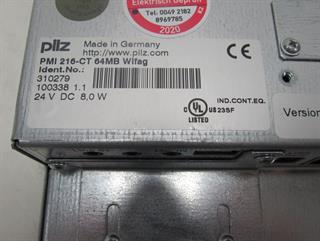 Elektrisch Geprüft
Tel. 0049 2182
8969785
2020
pilz
Made in Germany
http://www.pilz.com
PMI 216-CT 64MB Wifag
Ident.No.:
310279
100338 1.1
24 V DC 8,0 W
CE
C UL US
LISTED
IND.CONT.EQ.
23SF
Version